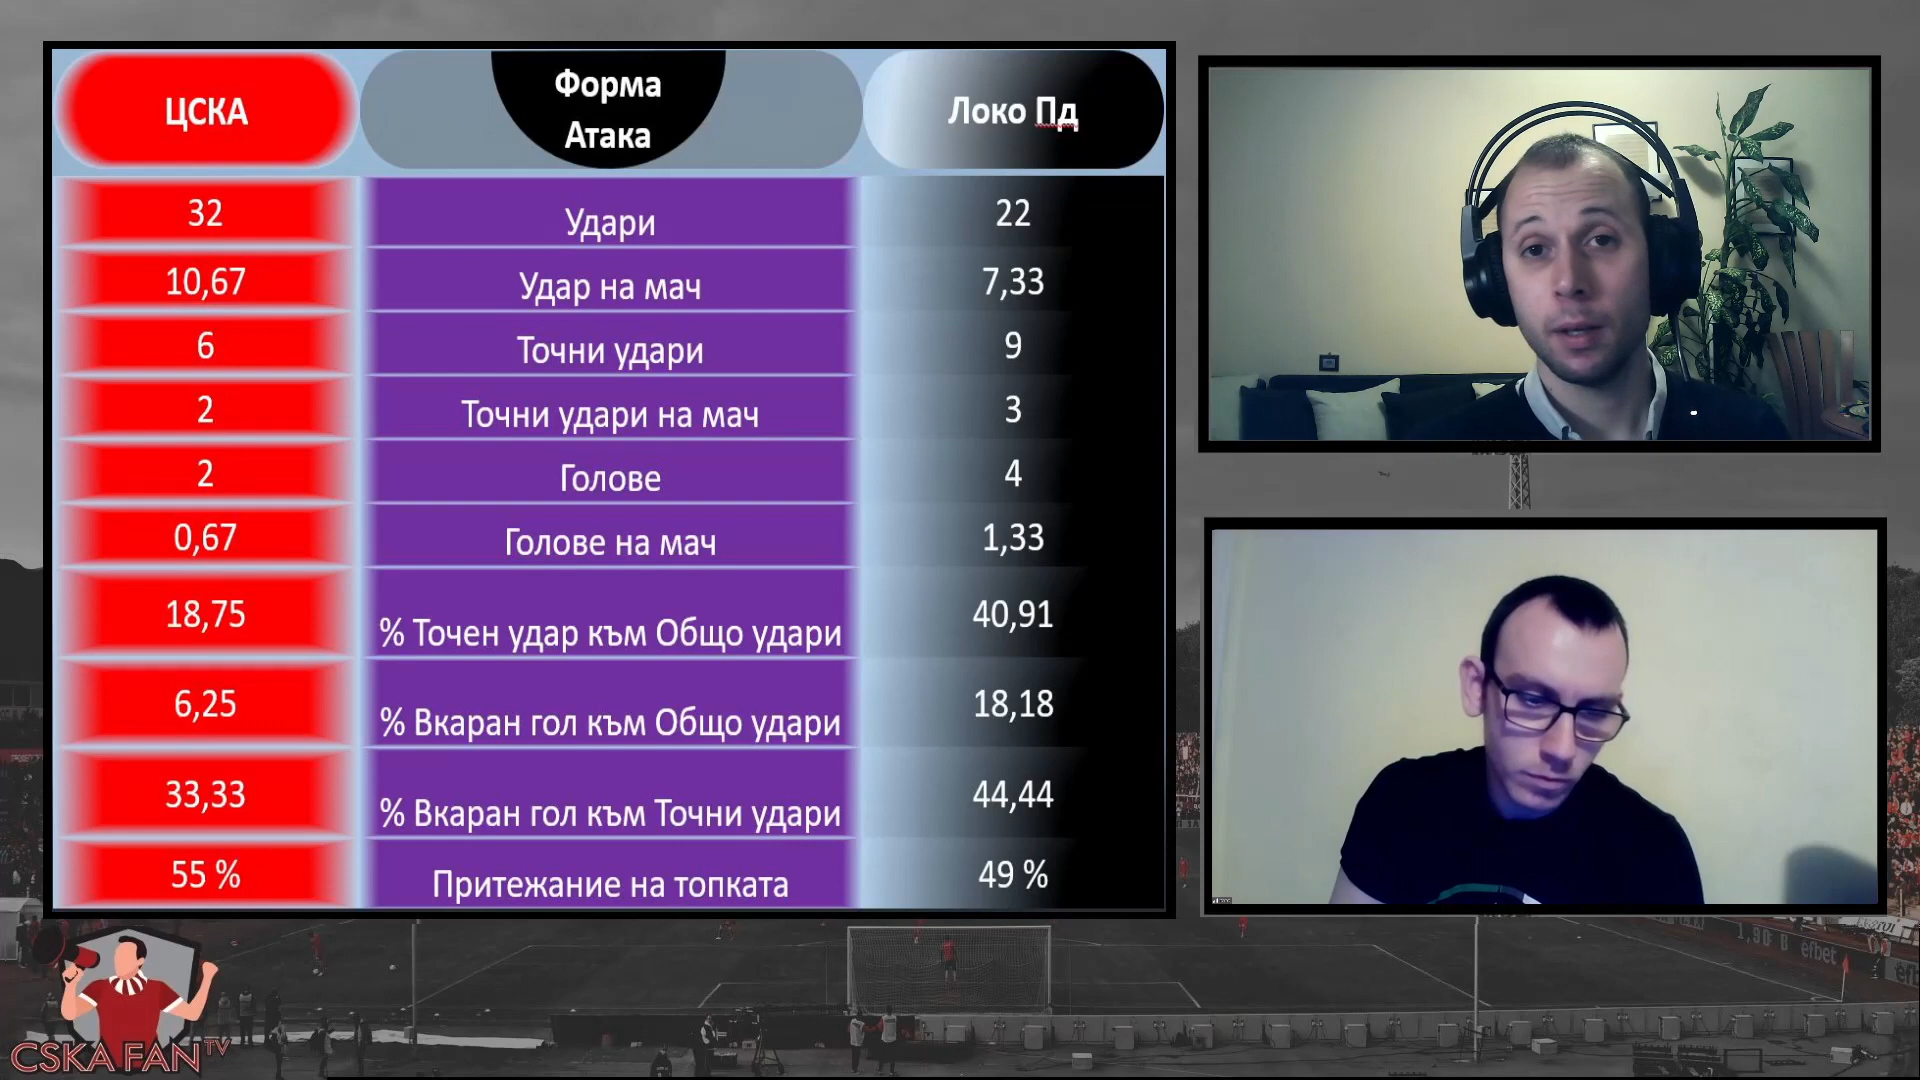 ЦСКА
Форма
Атака
Локо Пд
32 Удари 22
10,67 Удар на мач 7,33
6 Точни удари 9
2 Точни удари на мач 3
2 Голове 4
0,67 Голове на мач 1,33
18,75 % Точен удар към Общо удари 40,91
6,25 % Вкаран гол към Общо удари 18,18
33,33 % Вкаран гол към Точни удари 44,44
55 % Притежание на топката 49 %
CSKA FAN TV
1,90 B efbet